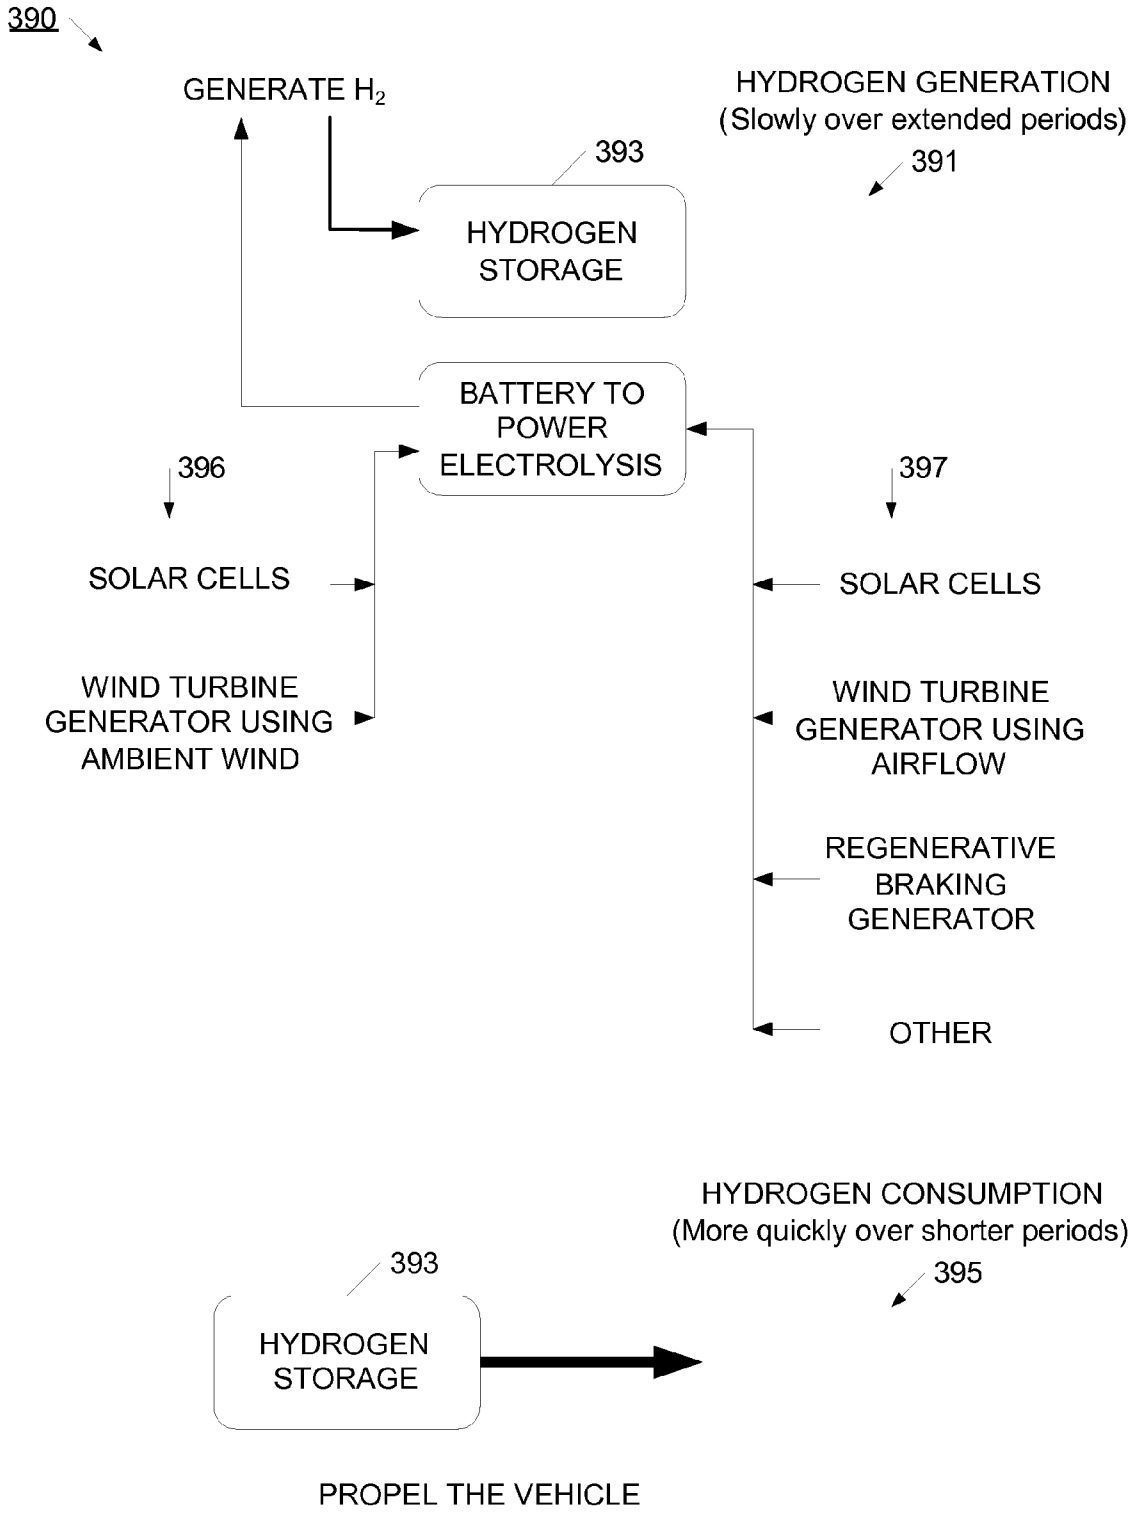 390
GENERATE H₂
HYDROGEN GENERATION
(Slowly over extended periods)
391
393
HYDROGEN
STORAGE
BATTERY TO
POWER
ELECTROLYSIS
396
397
SOLAR CELLS
SOLAR CELLS
WIND TURBINE
GENERATOR USING
AMBIENT WIND
WIND TURBINE
GENERATOR USING
AIRFLOW
REGENERATIVE
BRAKING
GENERATOR
OTHER
HYDROGEN CONSUMPTION
(More quickly over shorter periods)
395
393
HYDROGEN
STORAGE
PROPEL THE VEHICLE